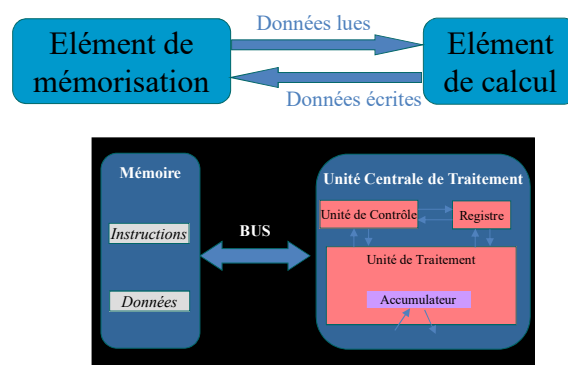 Données lues
Elément de
mémorisation
Elément
de calcul
Données écrites
Mémoire
Unité Centrale de Traitement
Unité de Contrôle
Registre
Instructions
BUS
Unité de Traitement
Données
Accumulateur